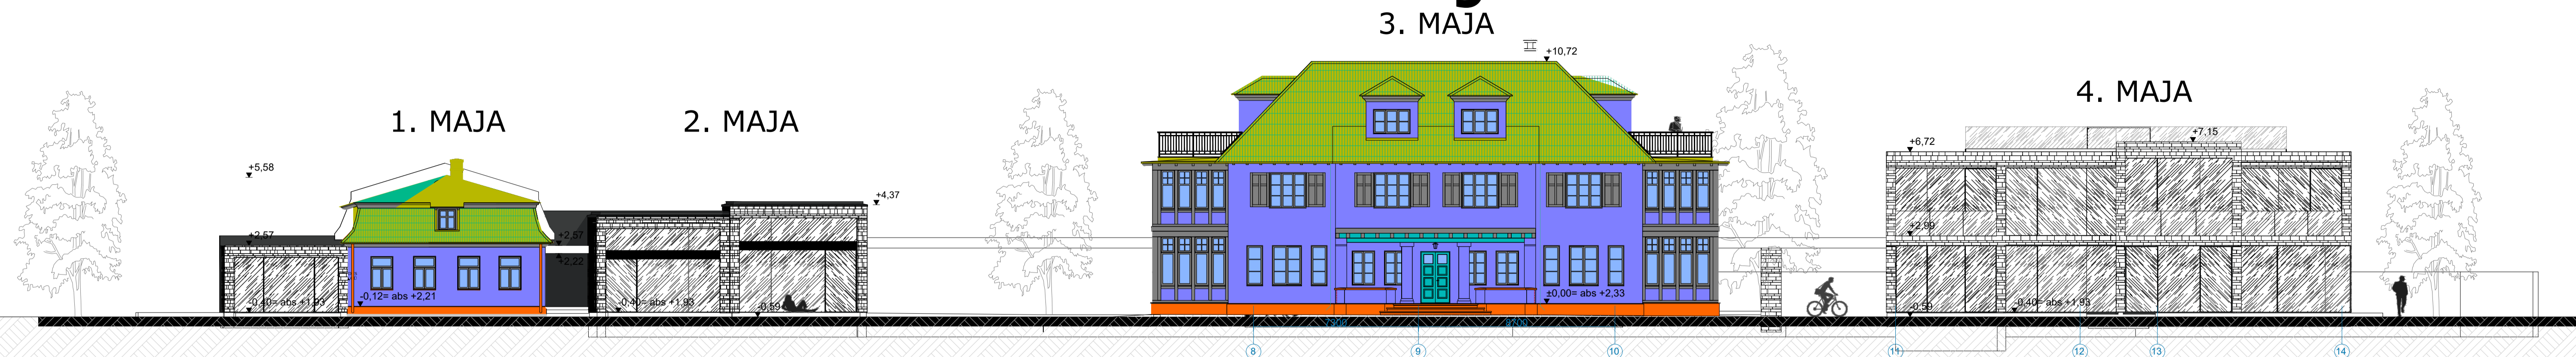 3. MAJA
+10,72
4. MAJA
1. MAJA
2. MAJA
+7,15
+6,72
+5,58
+4,37
+2,57
+2,57
+2,22
+2,99
-0,12= abs +2,21
±0,00= abs +2,33
-0,40= abs +1,93
-0,40= abs +1,93
-0,59
-0,59
-0,40= abs +1,93
8
9
10
11
12
13
14